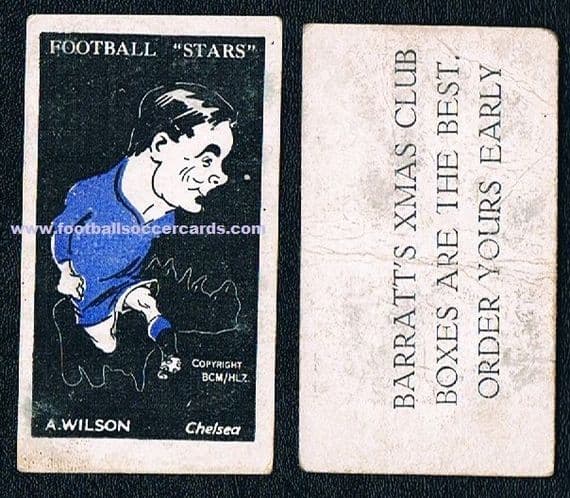 FOOTBALL "STARS"
www.footballsoccercards.com
COPYRIGHT
BCM/HLZ.
A.WILSON Chelsea
BARRATT'S XMAS CLUB
BOXES ARE THE BEST.
ORDER YOURS EARLY